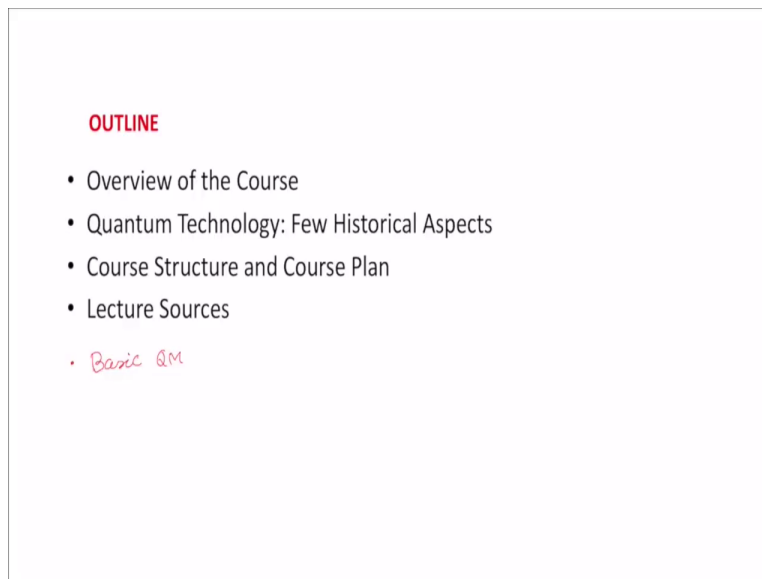 OUTLINE
• Overview of the Course
• Quantum Technology: Few Historical Aspects
• Course Structure and Course Plan
• Lecture Sources
• Basic QM